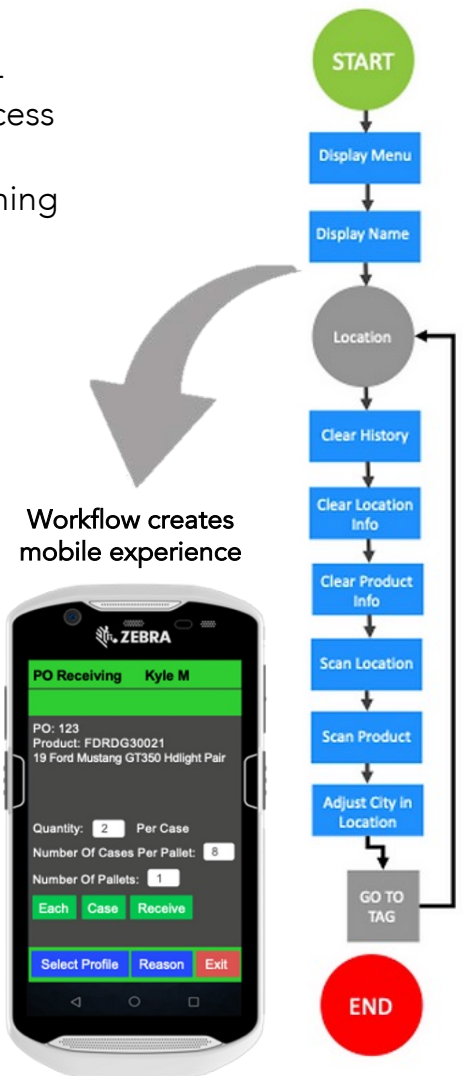 cess
START
Display Menu
Display Name
Location
Clear History
Clear Location
Info
Clear Product
Info
Scan Location
Scan Product
Adjust City in
Location
GO TO
TAG
END
Workflow creates
mobile experience
ZEBRA
PO Receiving Kyle M
PO: 123
Product: FDRDG30021
19 Ford Mustang GT350 Hdlight Pair
Quantity: 2 Per Case
Number Of Cases Per Pallet: 8
Number Of Pallets: 1
Each Case Receive
Select Profile Reason Exit